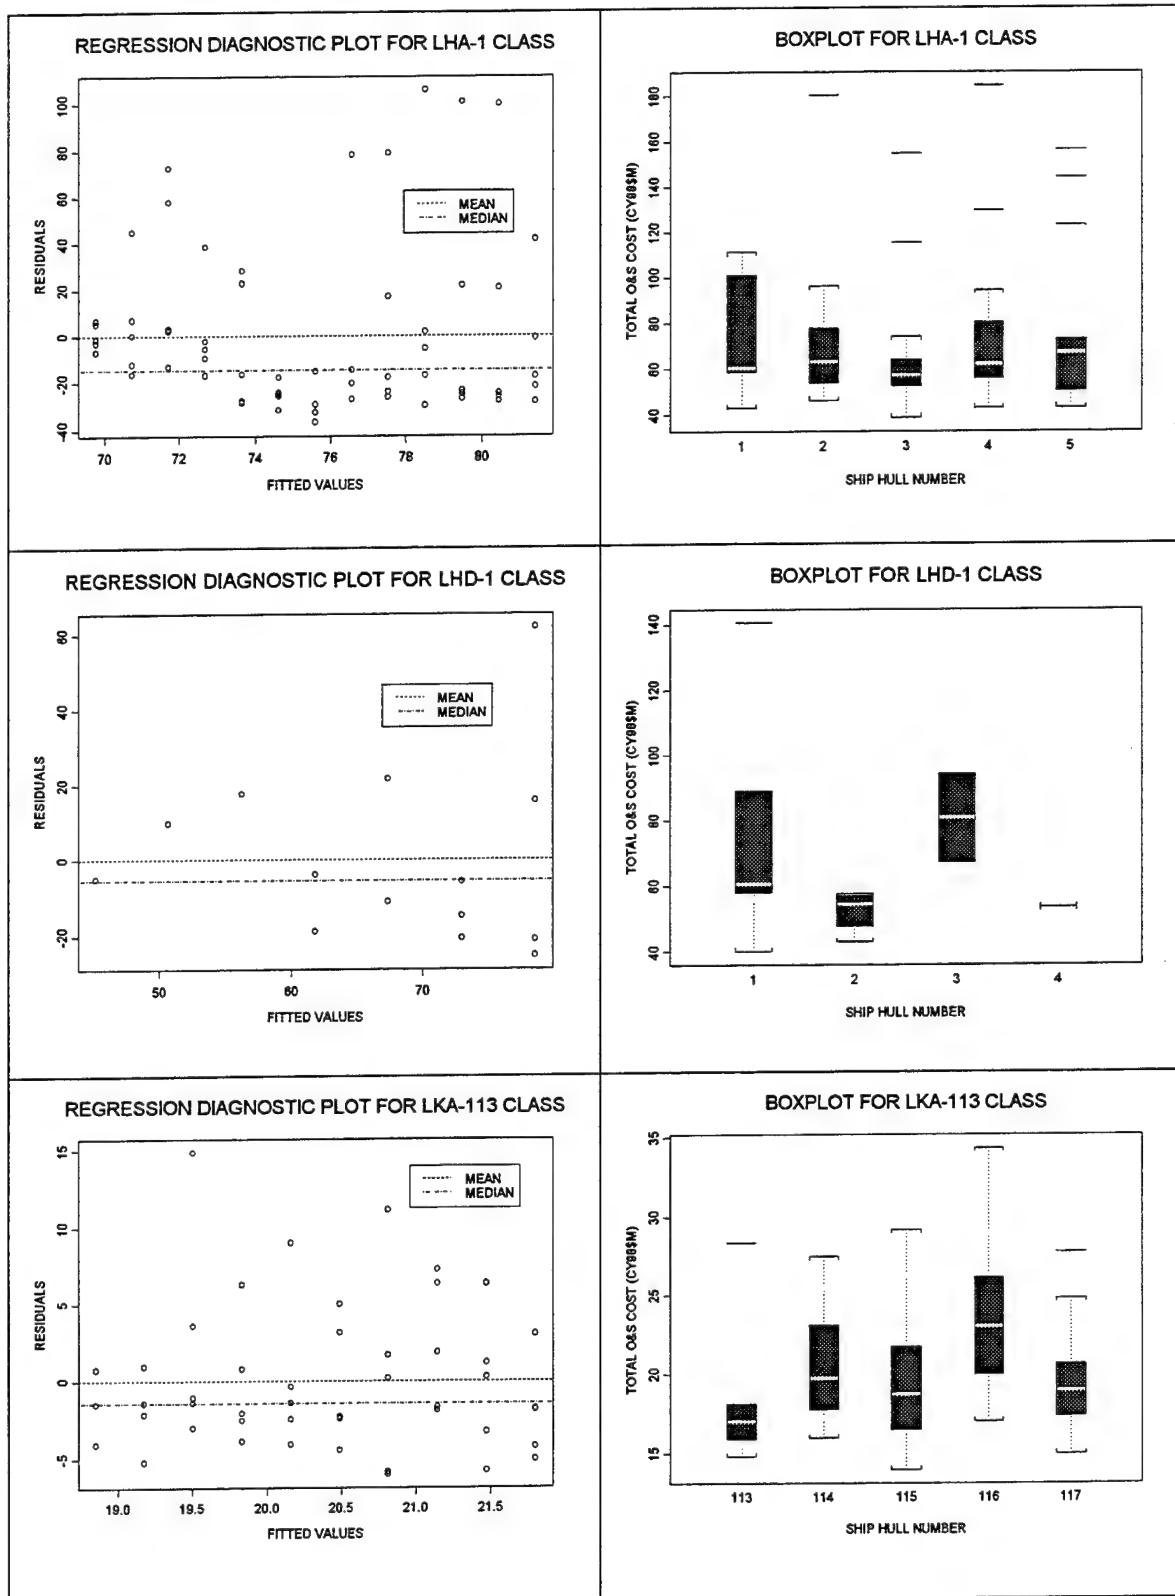 REGRESSION DIAGNOSTIC PLOT FOR LHA-1 CLASS
RESIDUALS
100
80
60
40
20
0
-20
-40
MEAN
MEDIAN
70 72 74 76 78 80
FITTED VALUES
BOXPLOT FOR LHA-1 CLASS
TOTAL O&S COST (CY98$M)
180
160
140
120
100
80
60
40
1 2 3 4 5
SHIP HULL NUMBER
REGRESSION DIAGNOSTIC PLOT FOR LHD-1 CLASS
RESIDUALS
60
40
20
0
-20
MEAN
MEDIAN
50 60 70
FITTED VALUES
BOXPLOT FOR LHD-1 CLASS
TOTAL O&S COST (CY98$M)
140
120
100
80
60
40
1 2 3 4
SHIP HULL NUMBER
REGRESSION DIAGNOSTIC PLOT FOR LKA-113 CLASS
RESIDUALS
15
10
5
0
-5
MEAN
MEDIAN
19.0 19.5 20.0 20.5 21.0 21.5
FITTED VALUES
BOXPLOT FOR LKA-113 CLASS
TOTAL O&S COST (CY98$M)
35
30
25
20
15
113 114 115 116 117
SHIP HULL NUMBER